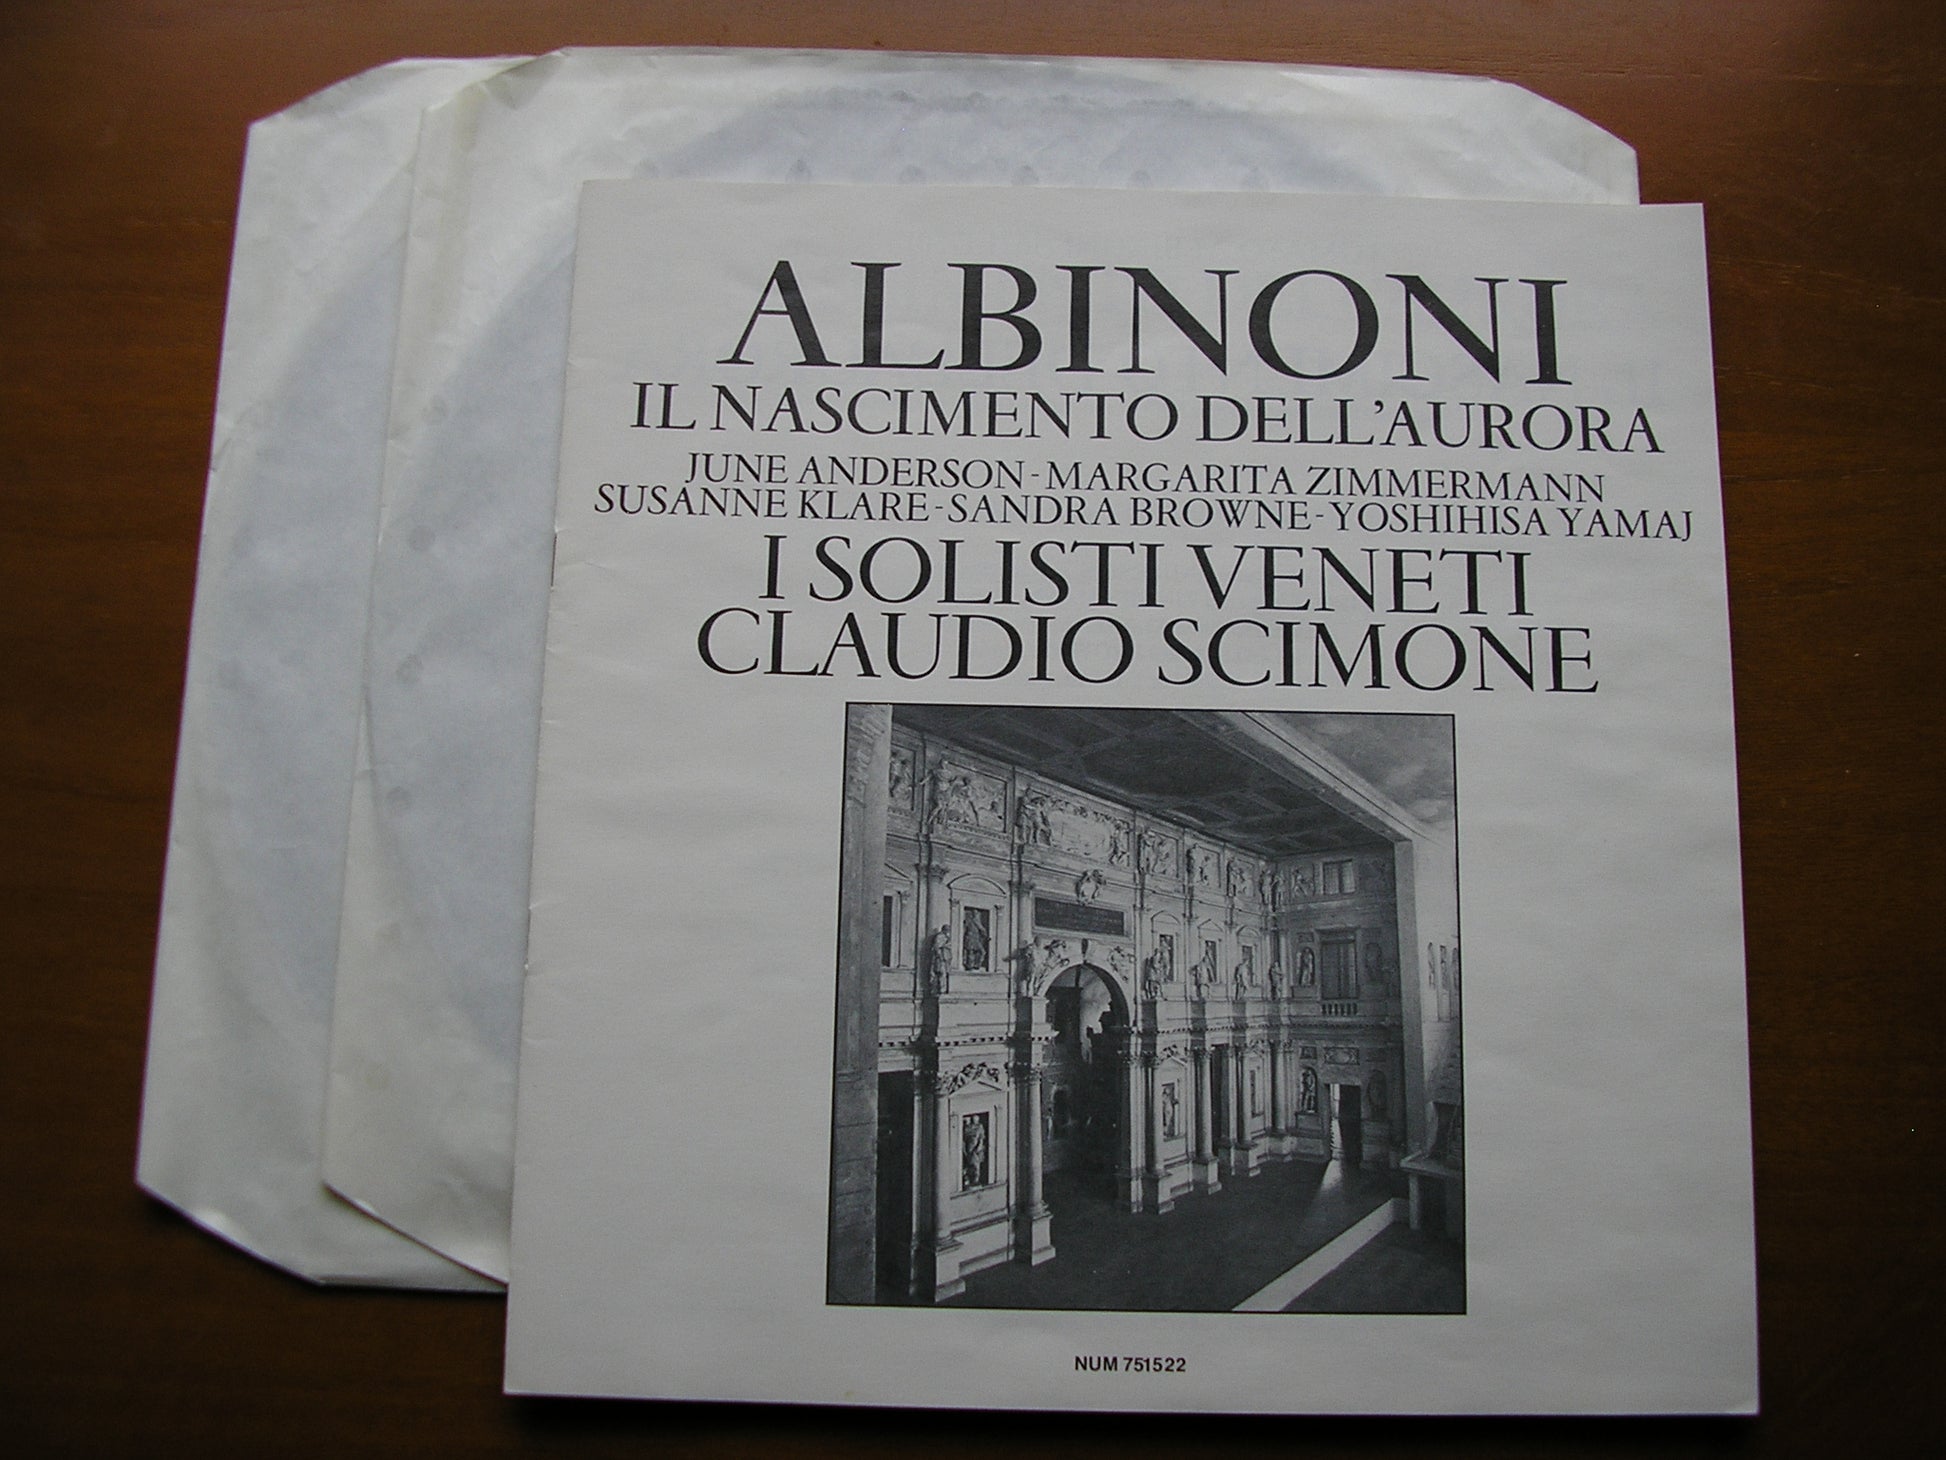 ALBINONI
IL NASCIMENTO DELL'AURORA
JUNE ANDERSON-MARGARITA ZIMMERMANN
SUSANNE KLARE-SANDRA BROWNE-YOSHIHISA YAMAJ
I SOLISTI VENETI
CLAUDIO SCIMONE
NUM 751522